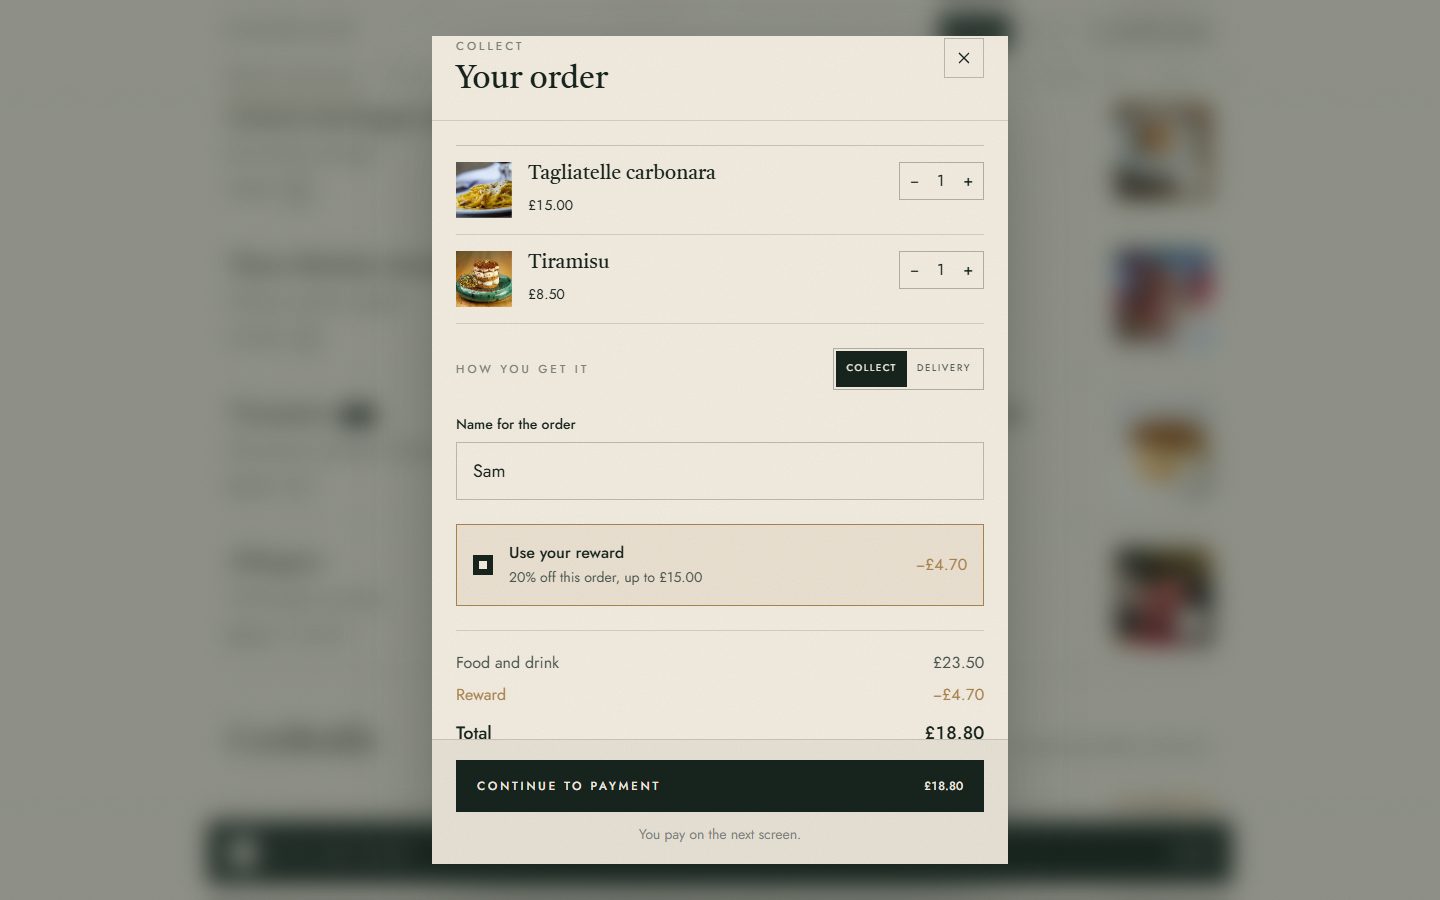 COLLECT
Your order
×
Tagliatelle carbonara
£15.00
− 1 +
Tiramisu
£8.50
− 1 +
HOW YOU GET IT
COLLECT DELIVERY
Name for the order
Sam
Use your reward
20% off this order, up to £15.00
−£4.70
Food and drink £23.50
Reward −£4.70
Total £18.80
CONTINUE TO PAYMENT £18.80
You pay on the next screen.